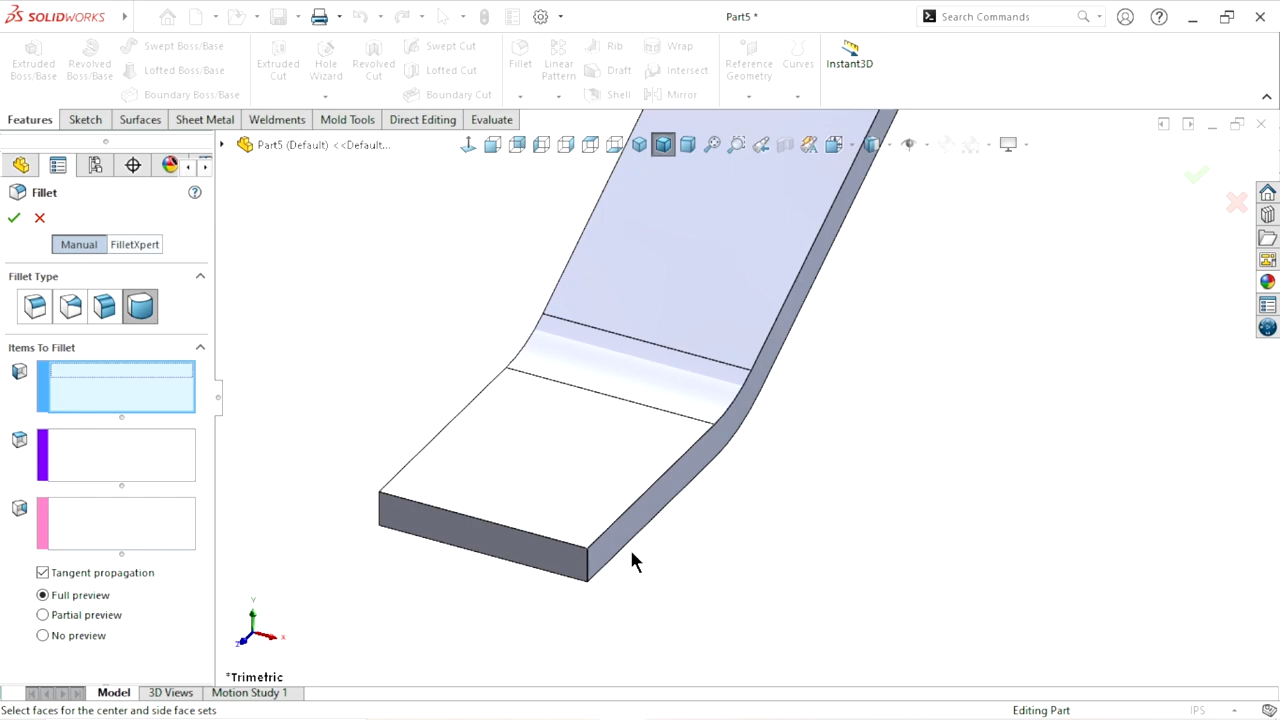 SOLIDWORKS
Part5 *
Search Commands
Extruded Boss/Base
Revolved Boss/Base
Swept Boss/Base
Lofted Boss/Base
Boundary Boss/Base
Extruded Cut
Hole Wizard
Revolved Cut
Swept Cut
Lofted Cut
Boundary Cut
Fillet
Linear Pattern
Rib
Draft
Shell
Wrap
Intersect
Mirror
Reference Geometry
Curves
Instant3D
Features
Sketch
Surfaces
Sheet Metal
Weldments
Mold Tools
Direct Editing
Evaluate
Part5 (Default) <<Default...
Fillet
Manual
FilletXpert
Fillet Type
Items To Fillet
Tangent propagation
Full preview
Partial preview
No preview
Y
X
Z
*Trimetric
Model
3D Views
Motion Study 1
Select faces for the center and side face sets
Editing Part
IPS